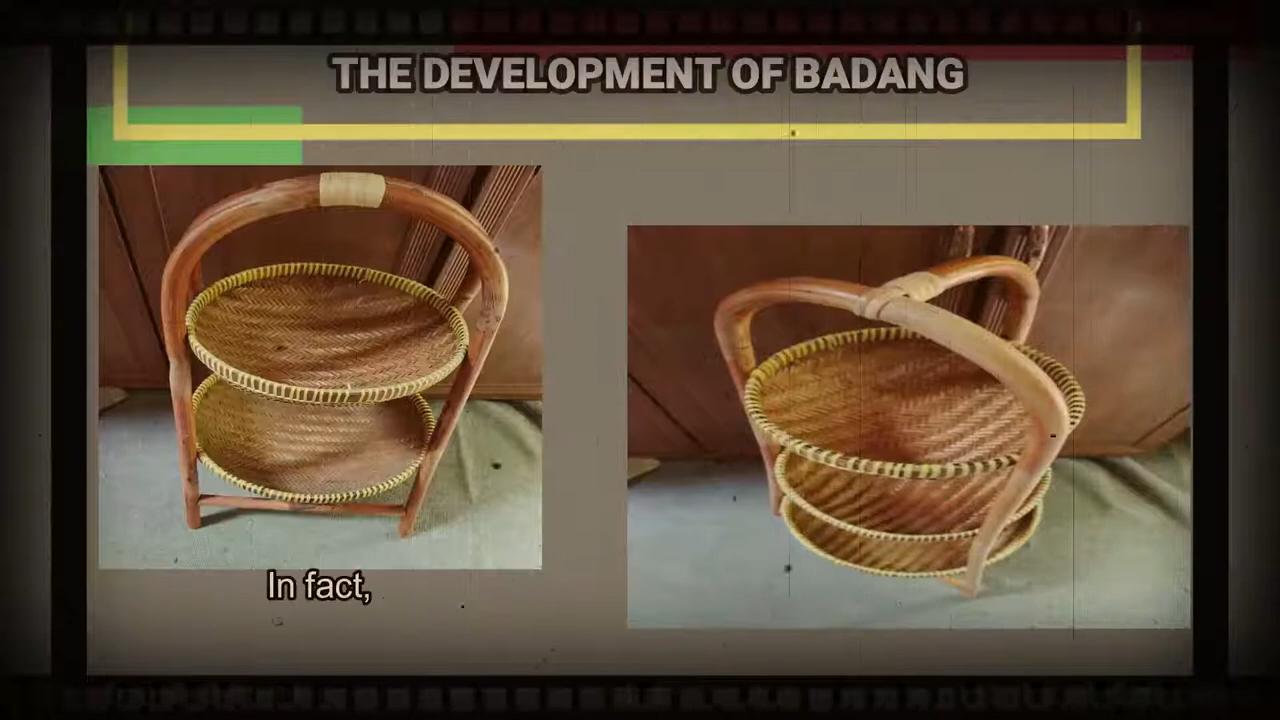 THE DEVELOPMENT OF BADANG
In fact,